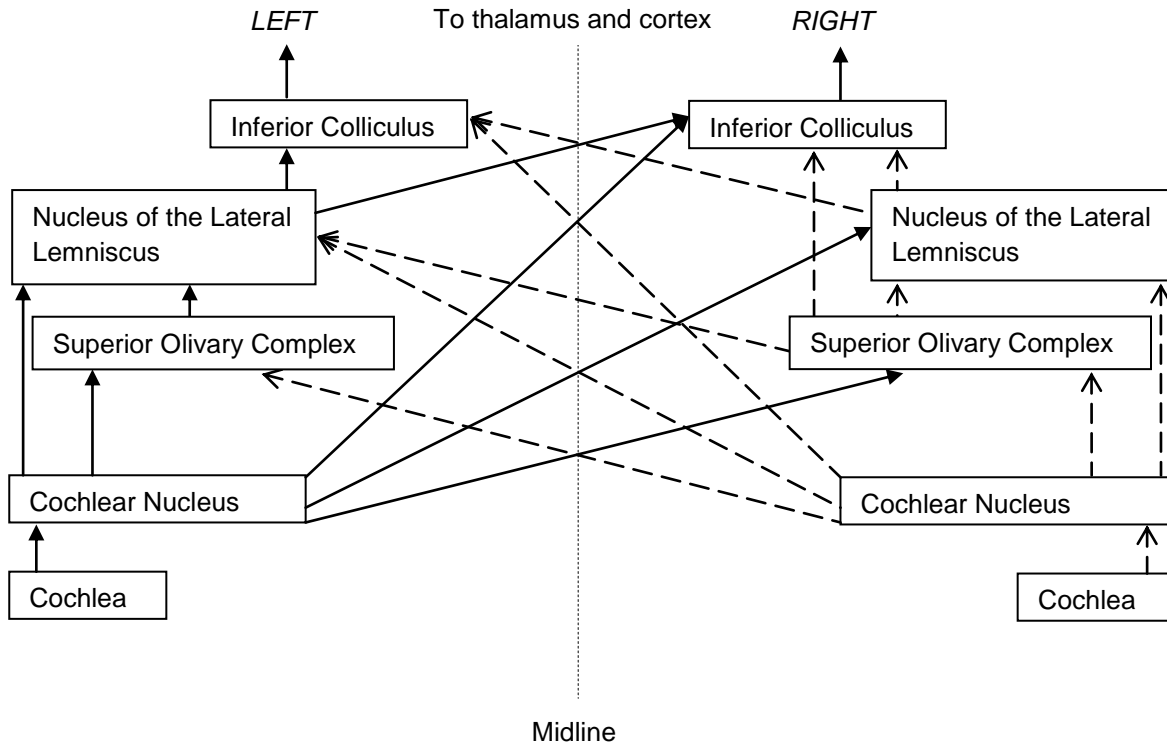 LEFT To thalamus and cortex RIGHT
Inferior Colliculus Inferior Colliculus
Nucleus of the Lateral
Lemniscus
Nucleus of the Lateral
Lemniscus
Superior Olivary Complex Superior Olivary Complex
Cochlear Nucleus Cochlear Nucleus
Cochlea Cochlea
Midline